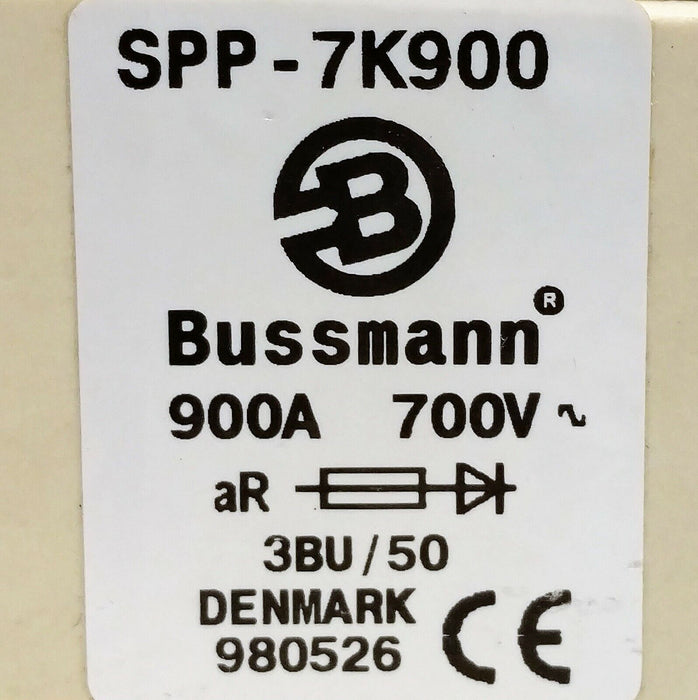 SPP-7K900
B
Bussmann®
900A 700V ~
aR
3BU/50
DENMARK
980526 CE